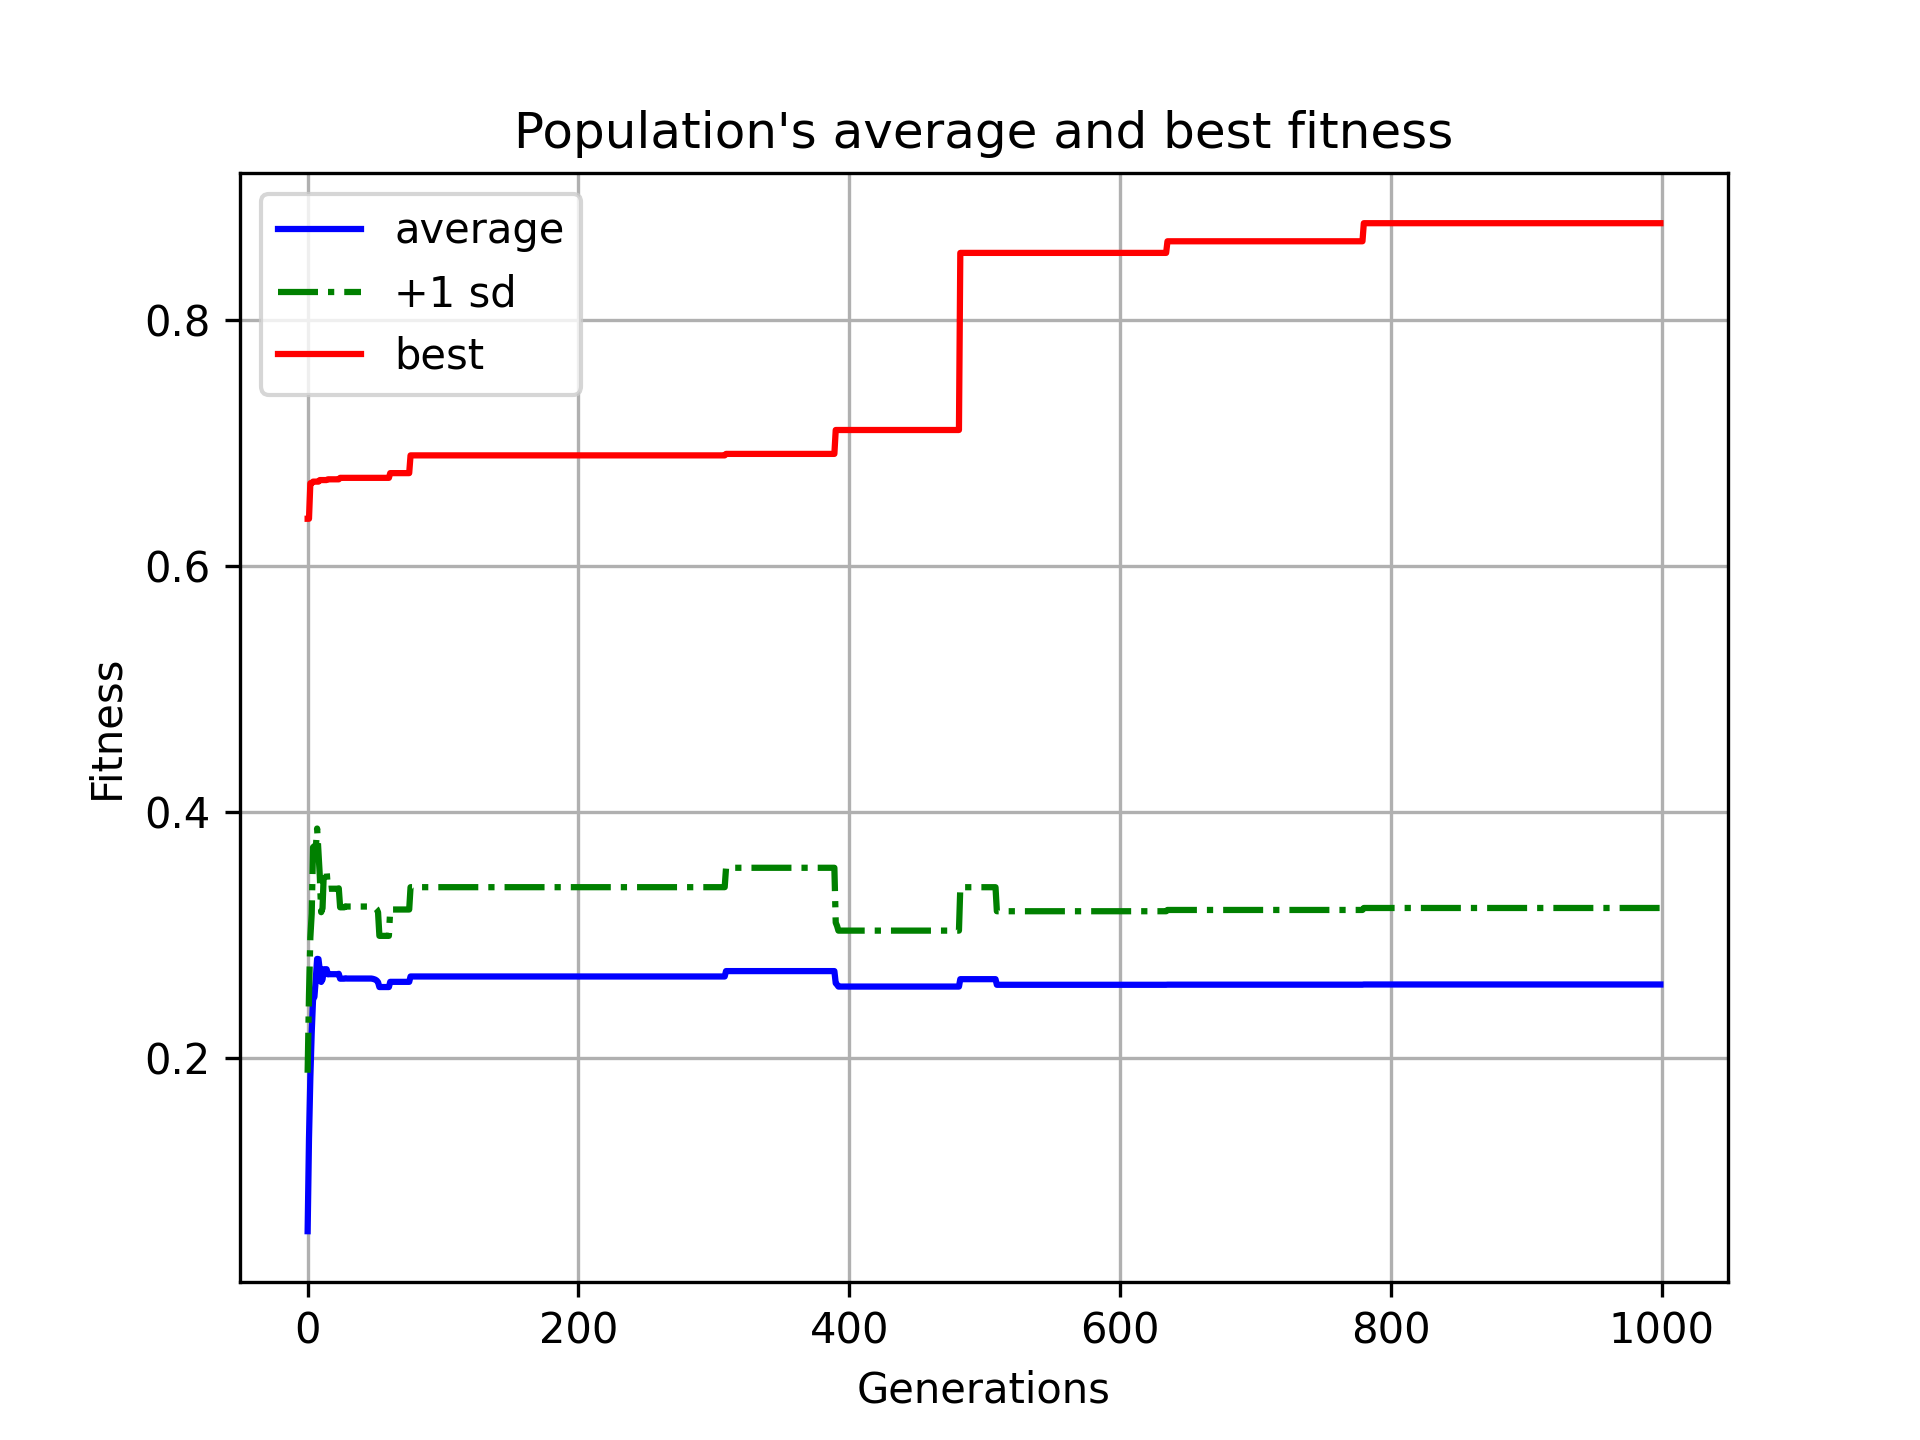 Population's average and best fitness
average
+1 sd
best
0.8
0.6
0.4
0.2
Fitness
0 200 400 600 800 1000
Generations